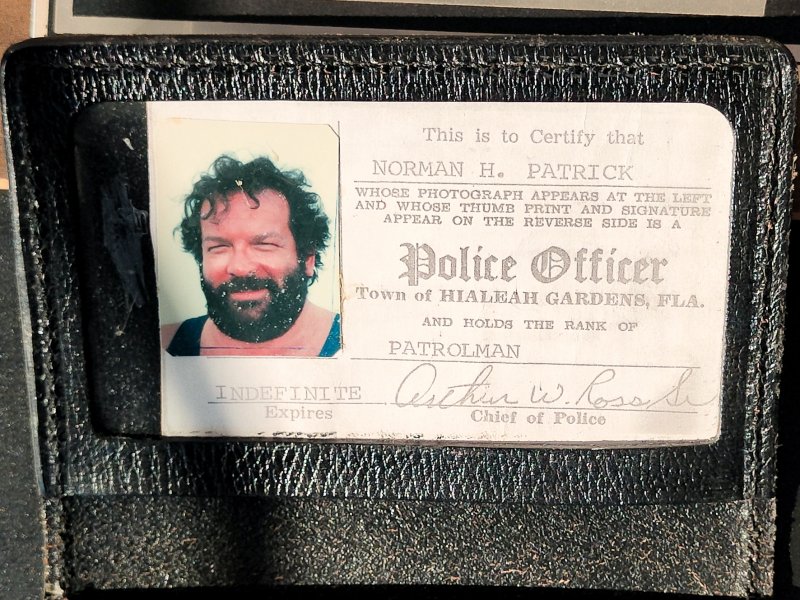 This is to Certify that
NORMAN H. PATRICK
WHOSE PHOTOGRAPH APPEARS AT THE LEFT
AND WHOSE THUMB PRINT AND SIGNATURE
APPEAR ON THE REVERSE SIDE IS A
Police Officer
Town of HIALEAH GARDENS, FLA.
AND HOLDS THE RANK OF
PATROLMAN
INDEFINITE
Expires
Arthur W. Ross Sr
Chief of Police